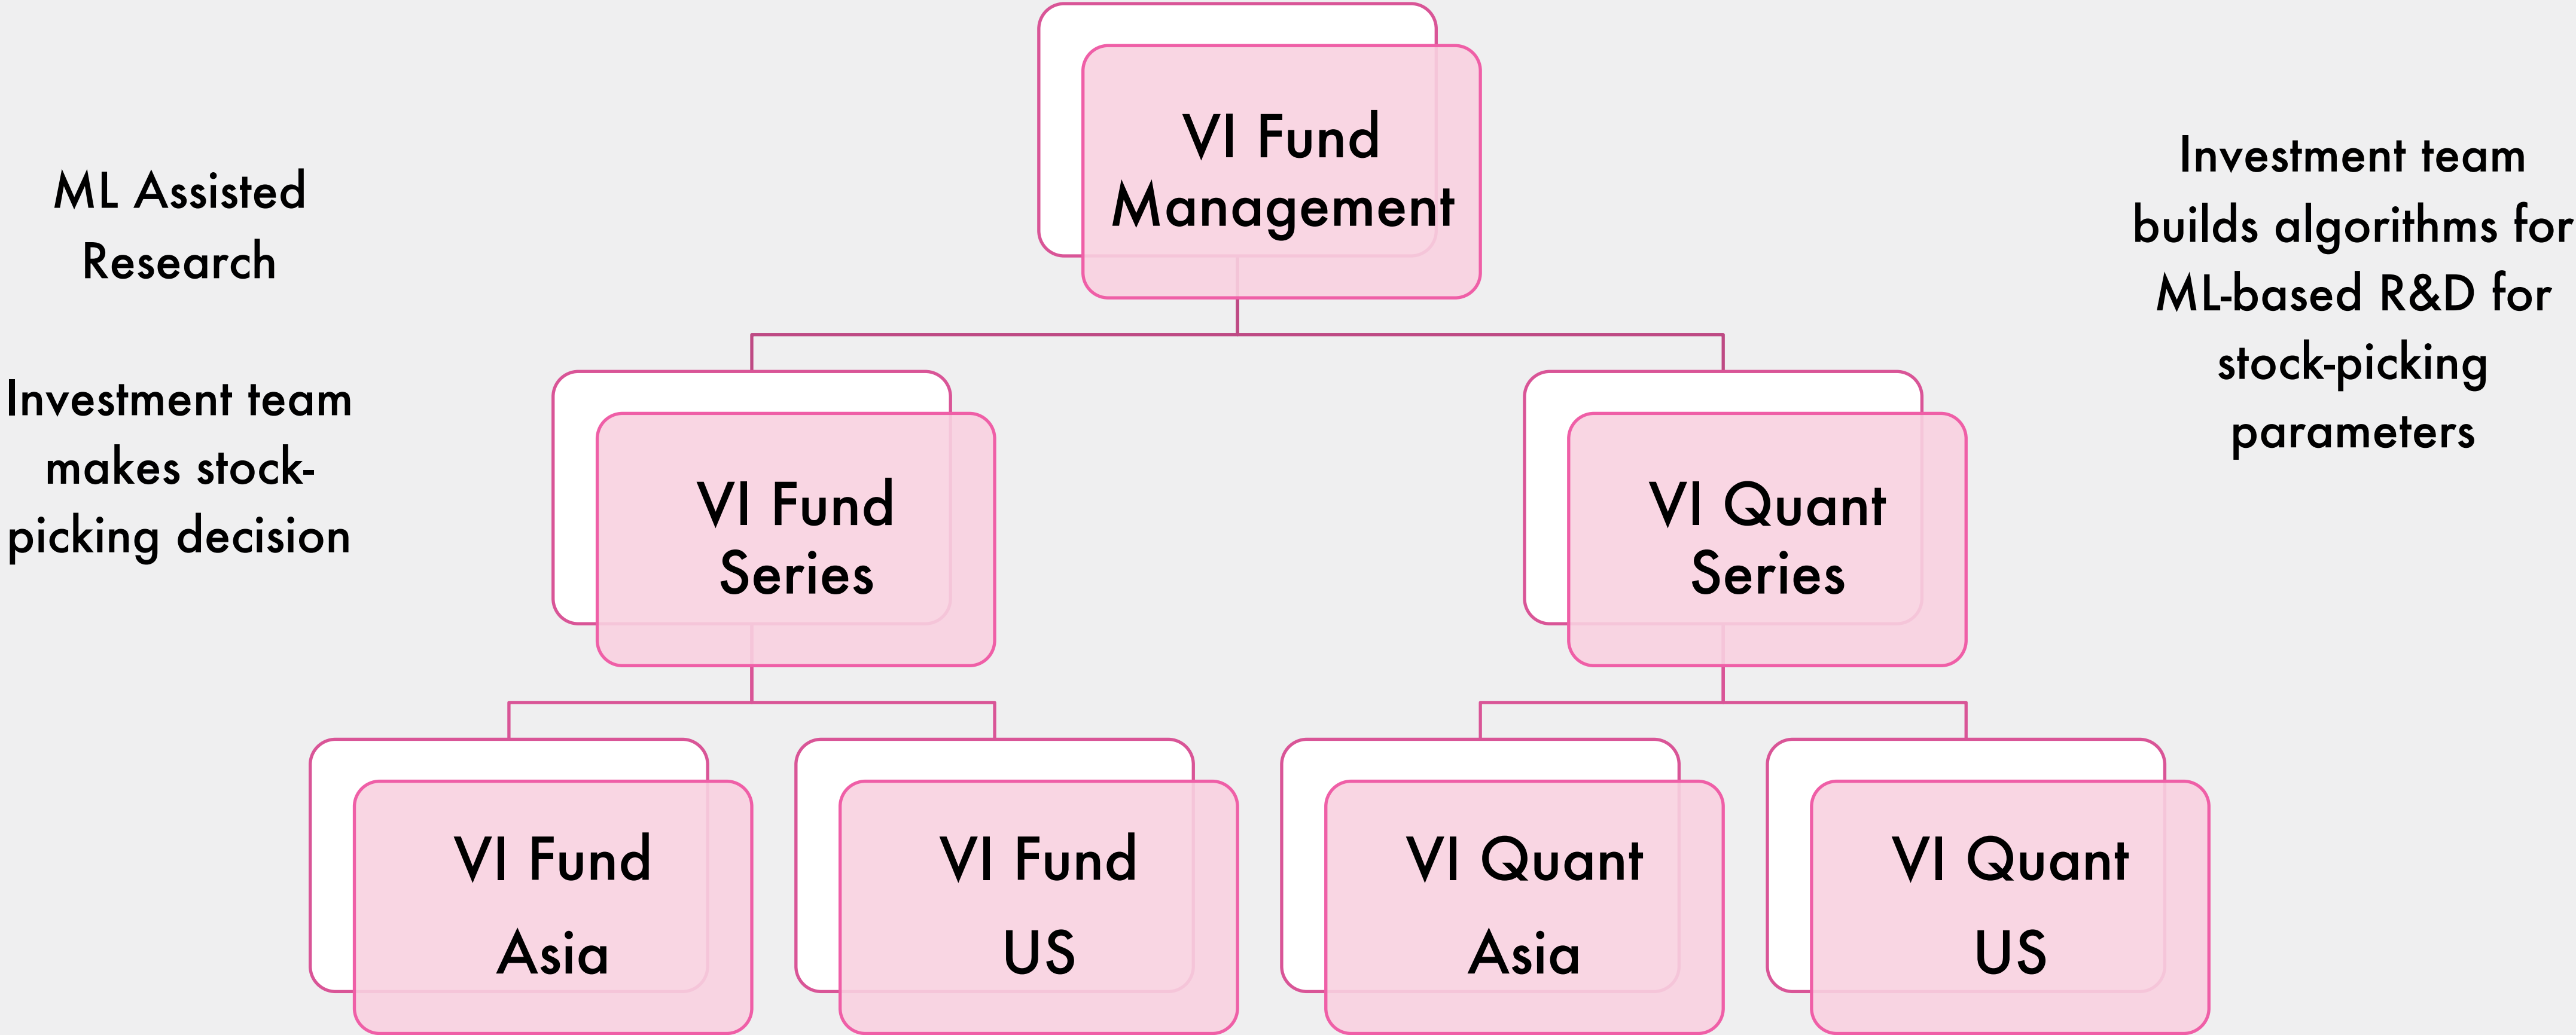 VI Fund
Management
ML Assisted
Research
Investment team
makes stock-
picking decision
Investment team
builds algorithms for
ML-based R&D for
stock-picking
parameters
VI Fund
Series
VI Quant
Series
VI Fund
Asia
VI Fund
US
VI Quant
Asia
VI Quant
US